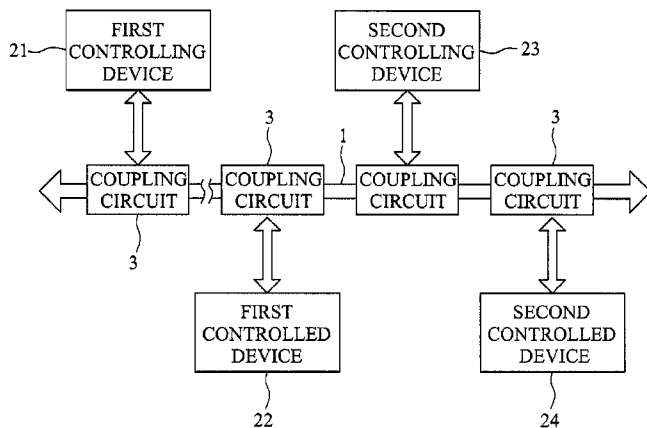 21
FIRST
CONTROLLING
DEVICE
SECOND
CONTROLLING
DEVICE
23
3
1
3
COUPLING
CIRCUIT
COUPLING
CIRCUIT
COUPLING
CIRCUIT
COUPLING
CIRCUIT
3
FIRST
CONTROLLED
DEVICE
SECOND
CONTROLLED
DEVICE
22
24